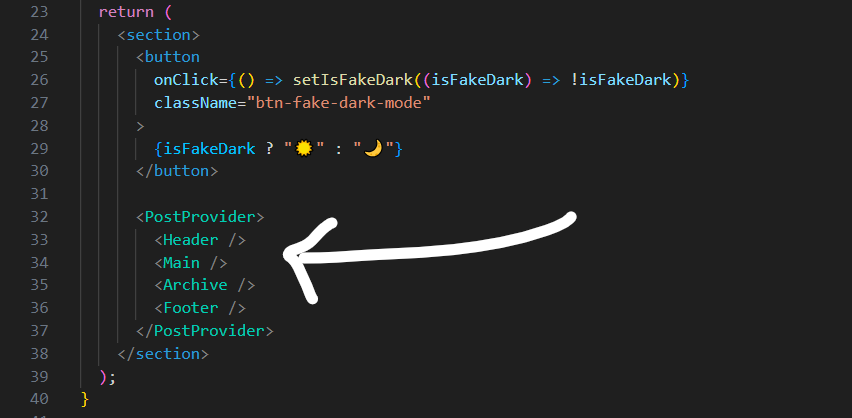 23 return (
24 <section>
25 <button
26 onClick={() => setIsFakeDark((isFakeDark) => !isFakeDark)}
27 className="btn-fake-dark-mode"
28 >
29 {isFakeDark ? "☀️" : "🌙"}
30 </button>
31
32 <PostProvider>
33 <Header />
34 <Main />
35 <Archive />
36 <Footer />
37 </PostProvider>
38 </section>
39 );
40 }